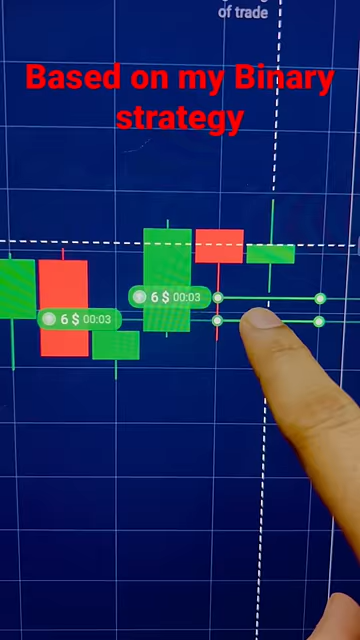 of trade
Based on my Binary
strategy
6 $ 00:03
6 $ 00:03